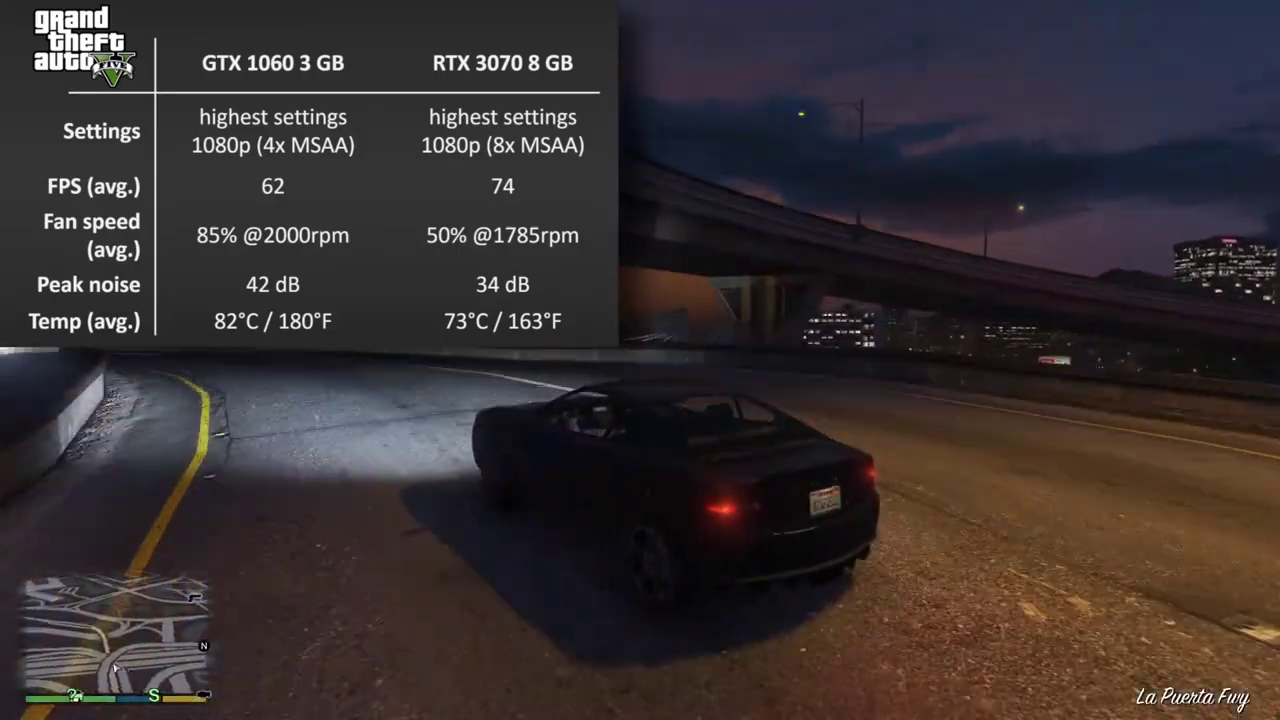 grand
theft
auto
FIVE
GTX 1060 3 GB
RTX 3070 8 GB
Settings
highest settings
1080p (4x MSAA)
highest settings
1080p (8x MSAA)
FPS (avg.)
62
74
Fan speed
(avg.)
85% @2000rpm
50% @1785rpm
Peak noise
42 dB
34 dB
Temp (avg.)
82°C / 180°F
73°C / 163°F
N
S
La Puerta Fwy